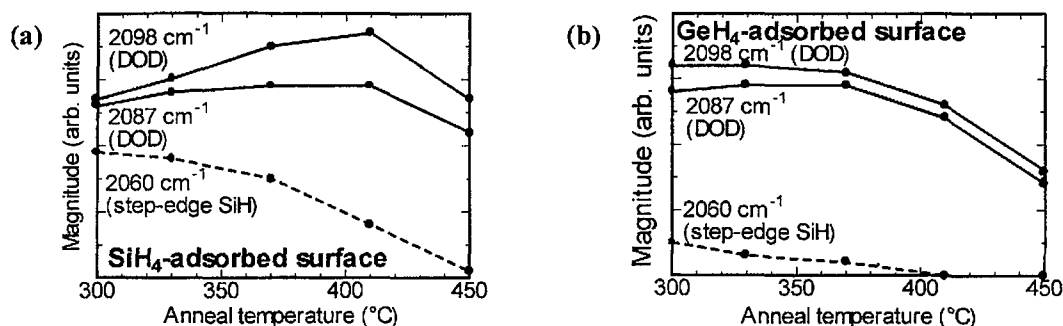 (a)
Magnitude (arb. units)
2098 cm⁻¹
(DOD)
2087 cm⁻¹
(DOD)
2060 cm⁻¹
(step-edge SiH)
SiH₄-adsorbed surface
300 350 400 450
Anneal temperature (°C)
(b)
Magnitude (arb. units)
GeH₄-adsorbed surface
2098 cm⁻¹ (DOD)
2087 cm⁻¹
(DOD)
2060 cm⁻¹
(step-edge SiH)
300 350 400 450
Anneal temperature (°C)